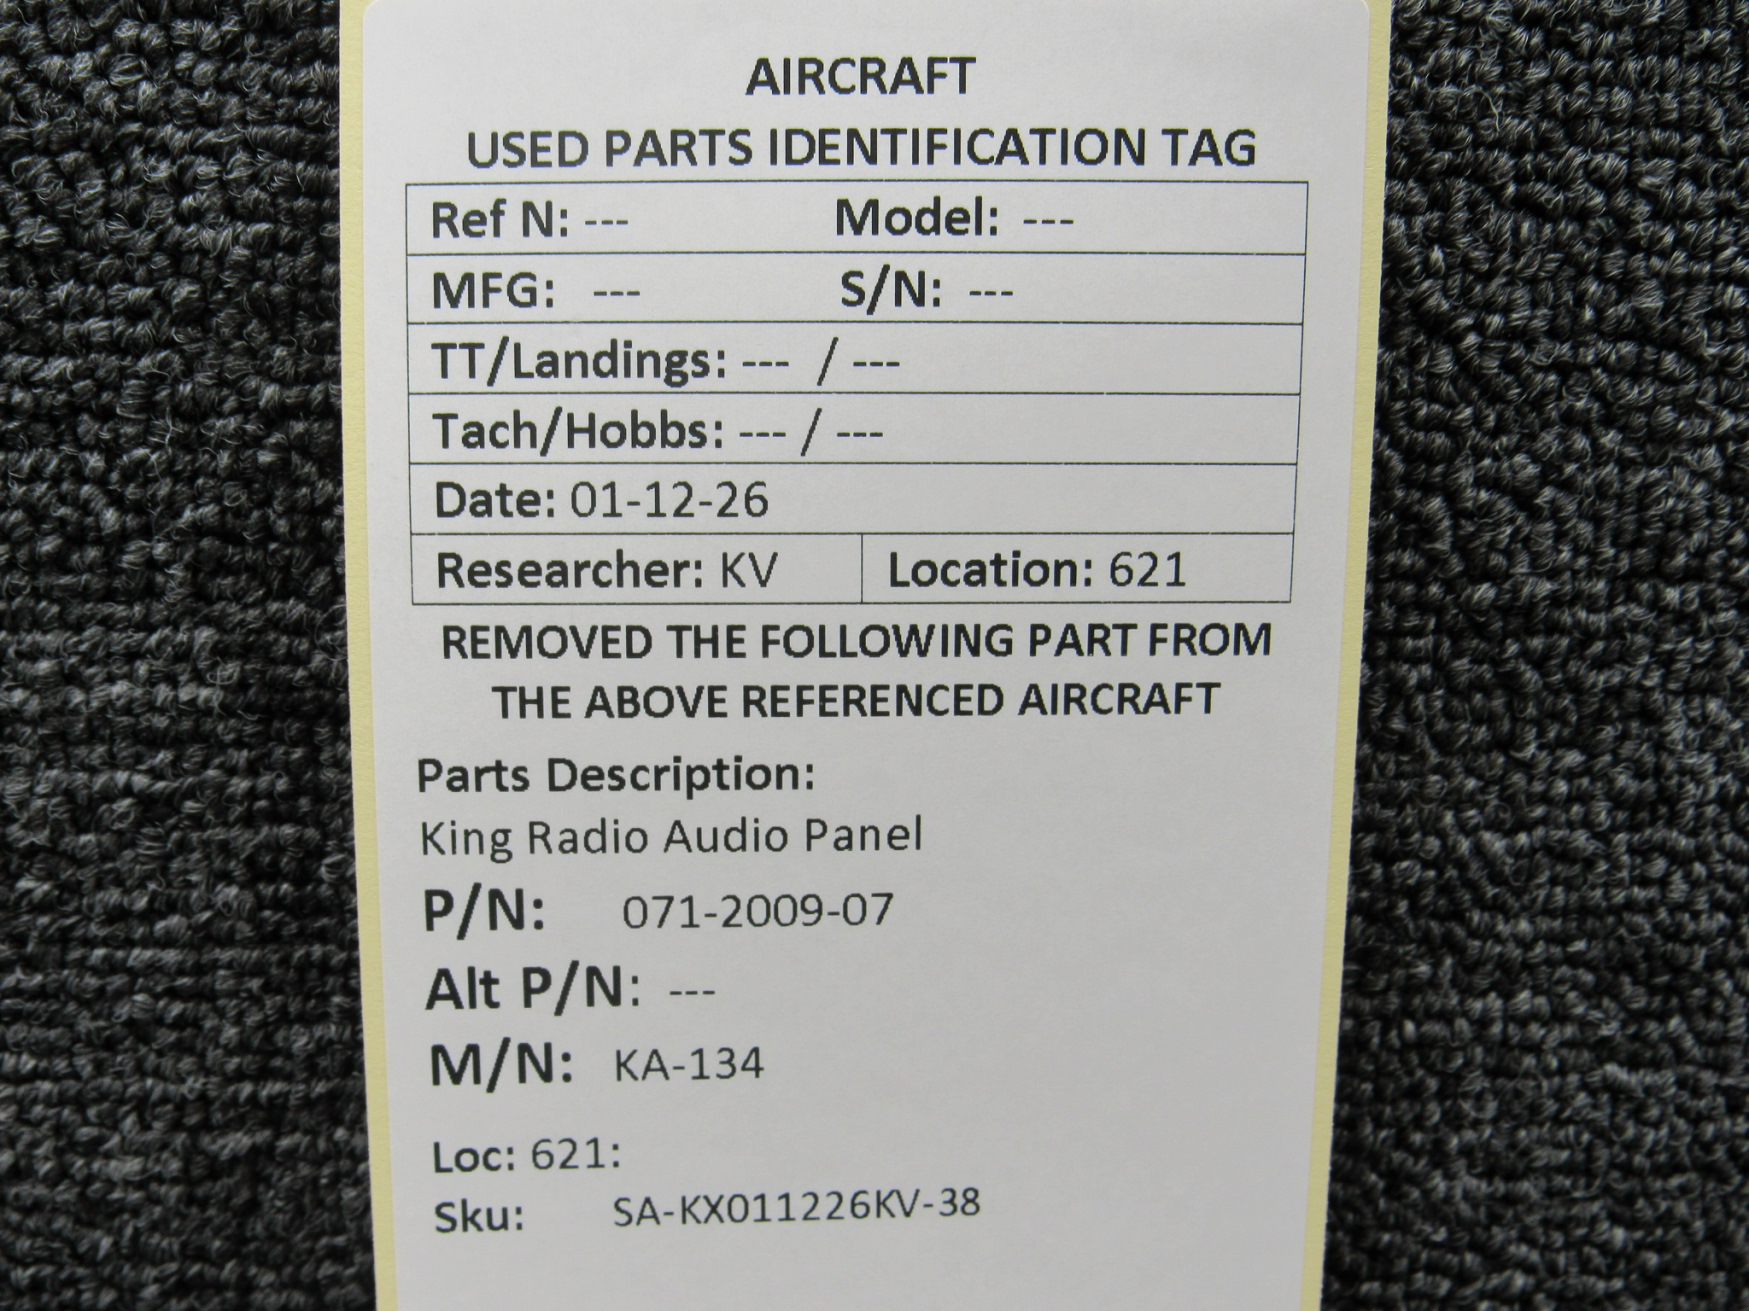 AIRCRAFT
USED PARTS IDENTIFICATION TAG
Ref N: --- Model: ---
MFG: --- S/N: ---
TT/Landings: --- / ---
Tach/Hobbs: --- / ---
Date: 01-12-26
Researcher: KV Location: 621
REMOVED THE FOLLOWING PART FROM
THE ABOVE REFERENCED AIRCRAFT
Parts Description:
King Radio Audio Panel
P/N: 071-2009-07
Alt P/N: ---
M/N: KA-134
Loc: 621:
Sku: SA-KX011226KV-38